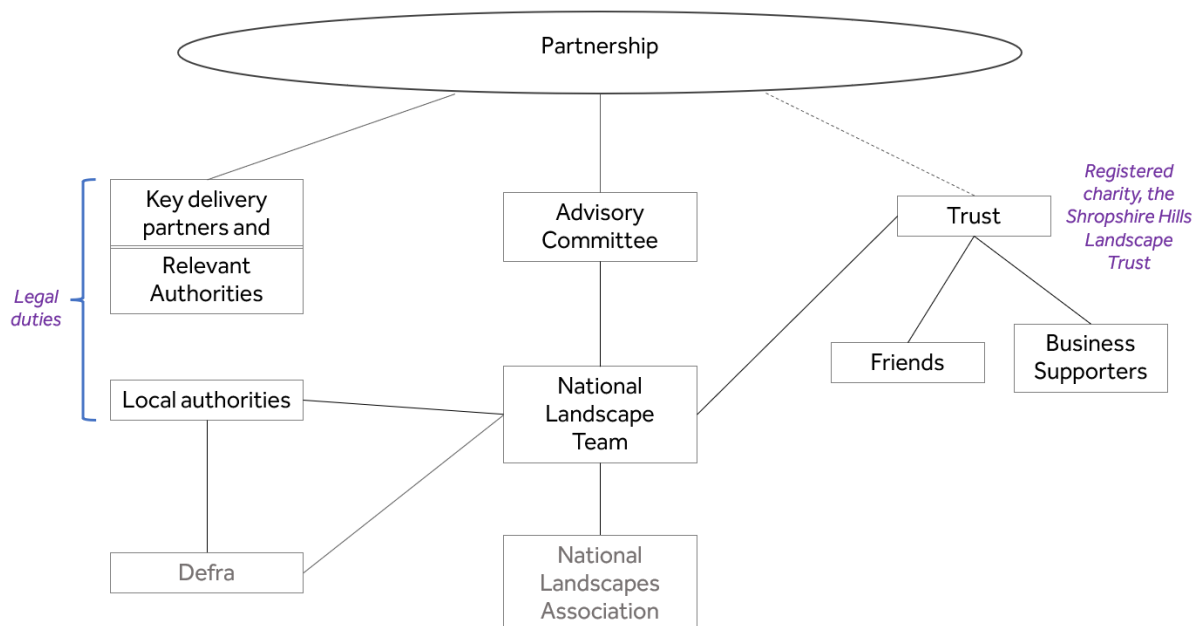 Partnership
Key delivery
partners and
Relevant
Authorities
Legal
duties
Local authorities
Defra
Advisory
Committee
National
Landscape
Team
National
Landscapes
Association
Trust
Registered
charity, the
Shropshire Hills
Landscape
Trust
Friends
Business
Supporters